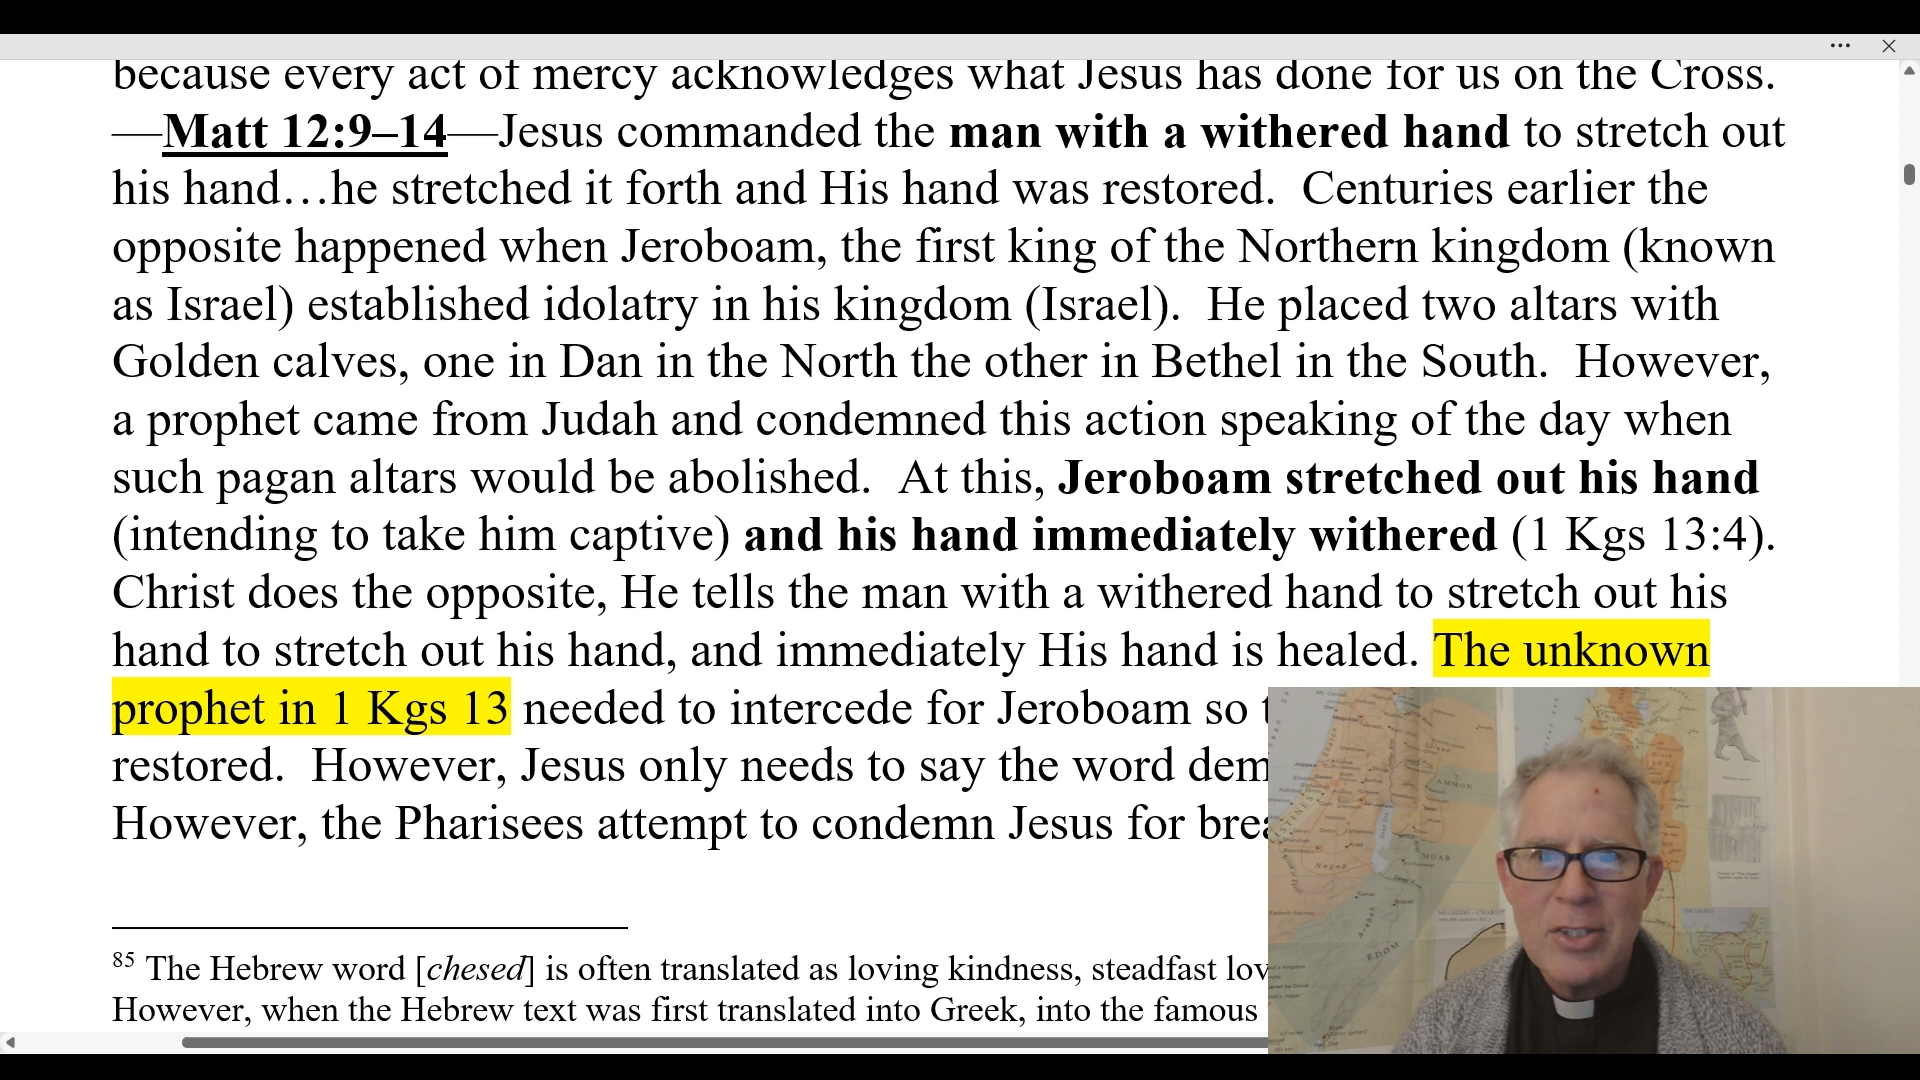 because every act of mercy acknowledges what Jesus has done for us on the Cross.
—Matt 12:9–14—Jesus commanded the man with a withered hand to stretch out
his hand…he stretched it forth and His hand was restored.  Centuries earlier the
opposite happened when Jeroboam, the first king of the Northern kingdom (known
as Israel) established idolatry in his kingdom (Israel).  He placed two altars with
Golden calves, one in Dan in the North the other in Bethel in the South.  However,
a prophet came from Judah and condemned this action speaking of the day when
such pagan altars would be abolished.  At this, Jeroboam stretched out his hand
(intending to take him captive) and his hand immediately withered (1 Kgs 13:4).
Christ does the opposite, He tells the man with a withered hand to stretch out his
hand to stretch out his hand, and immediately His hand is healed. The unknown
prophet in 1 Kgs 13 needed to intercede for Jeroboam so
restored.  However, Jesus only needs to say the word dem
However, the Pharisees attempt to condemn Jesus for brea
85 The Hebrew word [chesed] is often translated as loving kindness, steadfast lov
However, when the Hebrew text was first translated into Greek, into the famous
AMMON
MOAB
EDOM